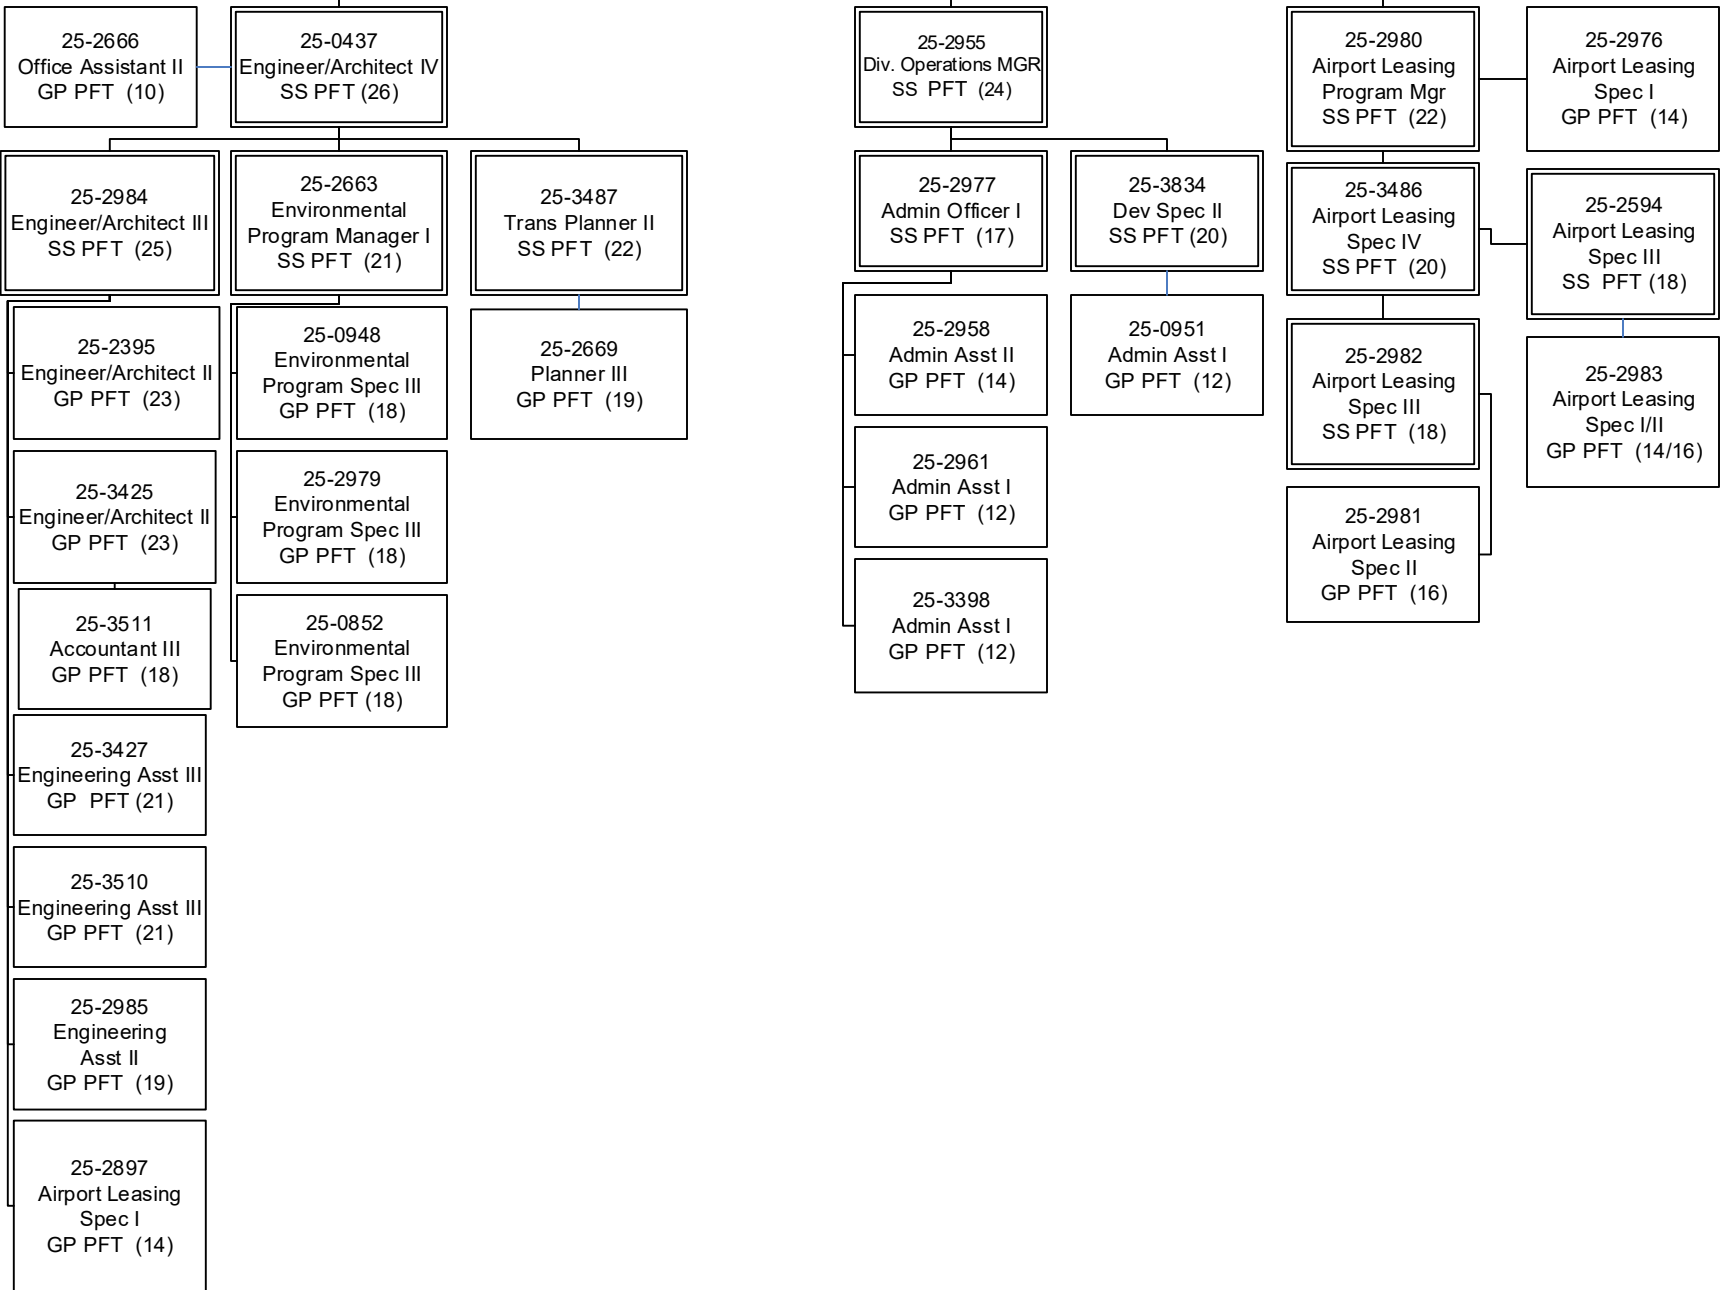 25-2666
Office Assistant II
GP PFT (10)
25-0437
Engineer/Architect IV
SS PFT (26)
25-2984
Engineer/Architect III
SS PFT (25)
25-2663
Environmental
Program Manager I
SS PFT (21)
25-3487
Trans Planner II
SS PFT (22)
25-2395
Engineer/Architect II
GP PFT (23)
25-3425
Engineer/Architect II
GP PFT (23)
25-3511
Accountant III
GP PFT (18)
25-3427
Engineering Asst III
GP PFT (21)
25-3510
Engineering Asst III
GP PFT (21)
25-2985
Engineering
Asst II
GP PFT (19)
25-2897
Airport Leasing
Spec I
GP PFT (14)
25-0948
Environmental
Program Spec III
GP PFT (18)
25-2979
Environmental
Program Spec III
GP PFT (18)
25-0852
Environmental
Program Spec III
GP PFT (18)
25-2669
Planner III
GP PFT (19)
25-2955
Div. Operations MGR
SS PFT (24)
25-2977
Admin Officer I
SS PFT (17)
25-3834
Dev Spec II
SS PFT (20)
25-2958
Admin Asst II
GP PFT (14)
25-2961
Admin Asst I
GP PFT (12)
25-3398
Admin Asst I
GP PFT (12)
25-0951
Admin Asst I
GP PFT (12)
25-2980
Airport Leasing
Program Mgr
SS PFT (22)
25-2976
Airport Leasing
Spec I
GP PFT (14)
25-3486
Airport Leasing
Spec IV
SS PFT (20)
25-2594
Airport Leasing
Spec III
SS PFT (18)
25-2982
Airport Leasing
Spec III
SS PFT (18)
25-2983
Airport Leasing
Spec I/II
GP PFT (14/16)
25-2981
Airport Leasing
Spec II
GP PFT (16)